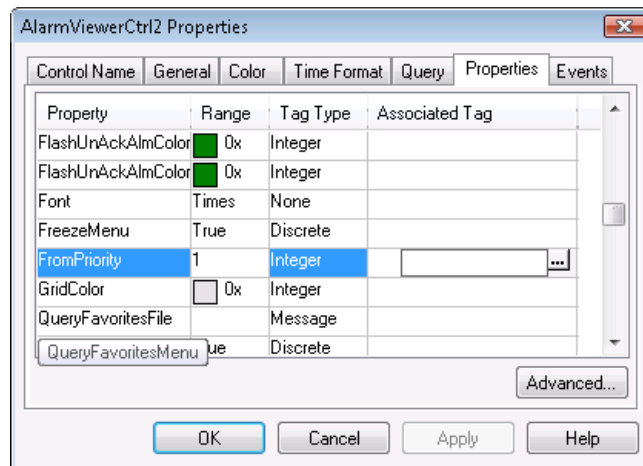 AlarmViewerCtrl2 Properties
Control Name General Color Time Format Query Properties Events
Property Range Tag Type Associated Tag
FlashUnAckAlmColor 0x Integer
FlashUnAckAlmColor 0x Integer
Font Times None
FreezeMenu True Discrete
FromPriority 1 Integer ...
GridColor 0x Integer
QueryFavoritesFile Message
QueryFavoritesMenu ue Discrete
Advanced...
OK Cancel Apply Help